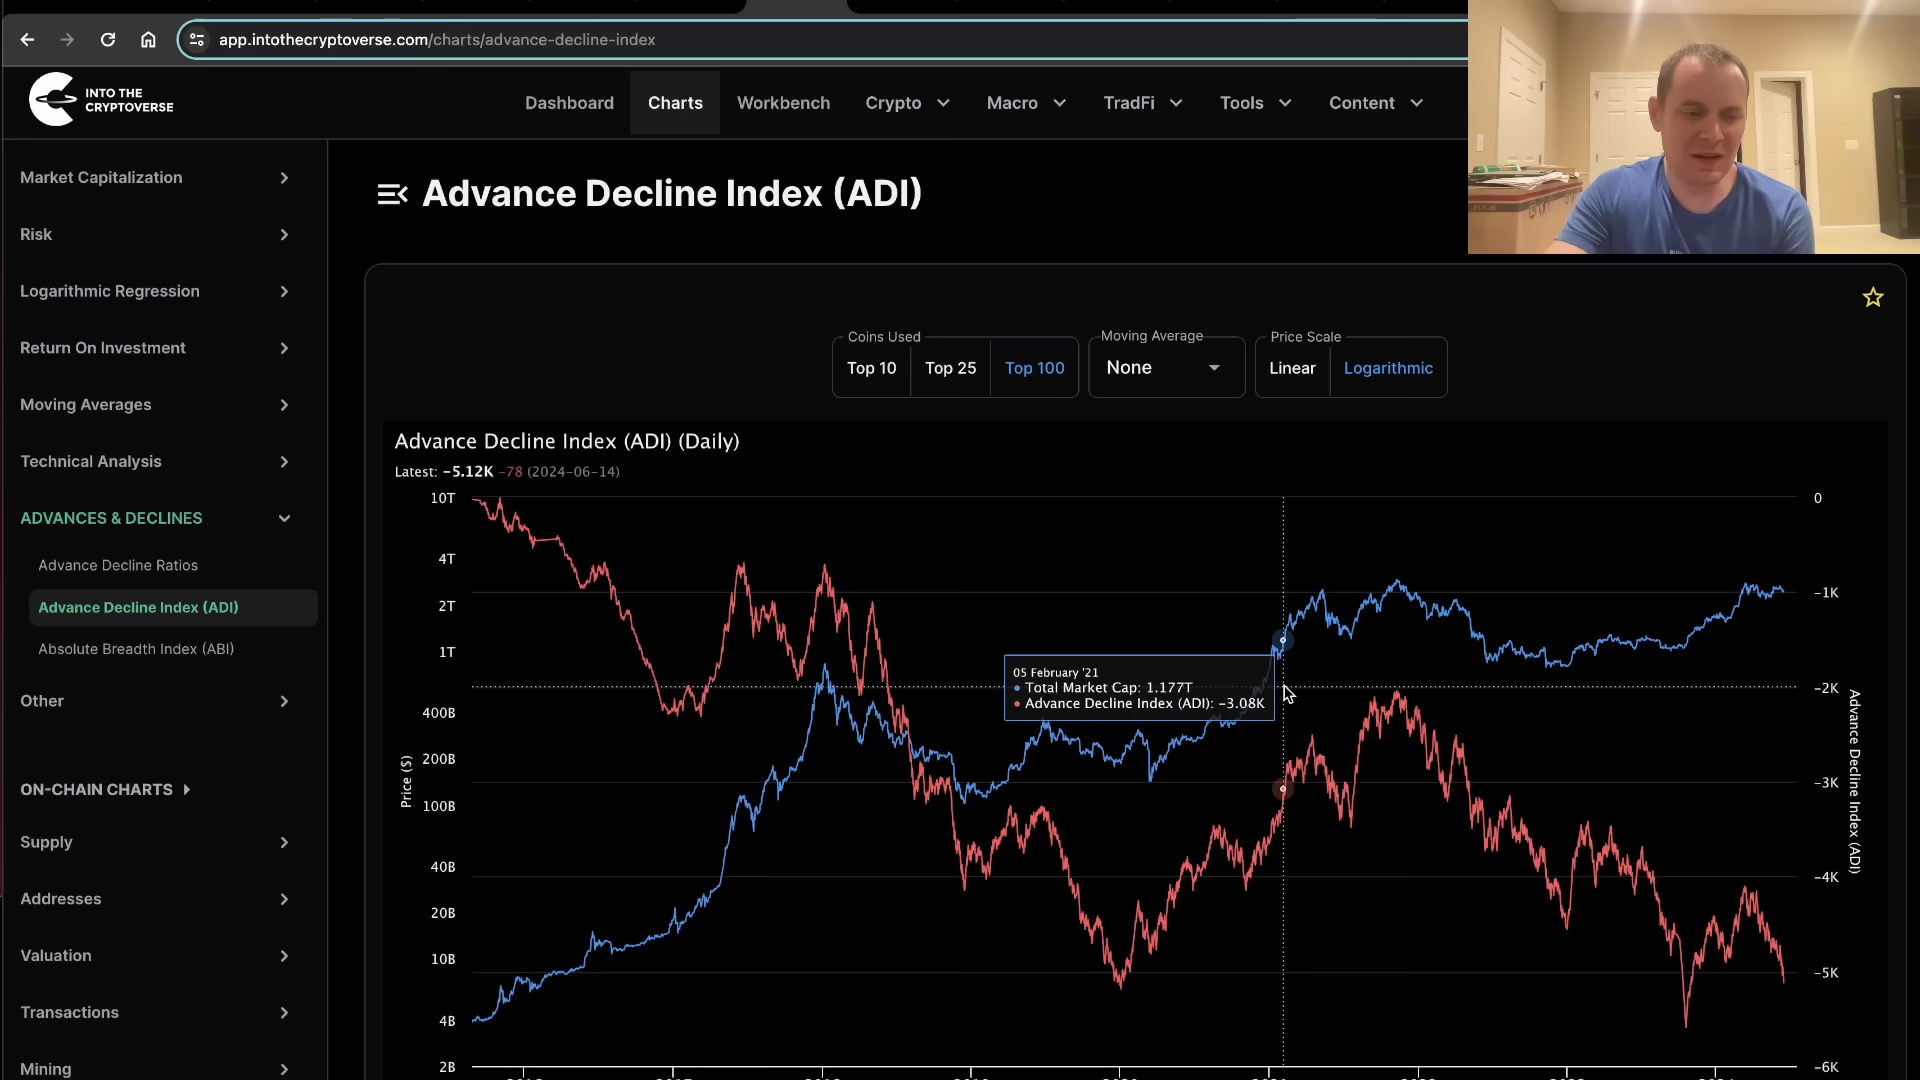 app.intothecryptoverse.com/charts/advance-decline-index
INTO THE
CRYPTOVERSE
Dashboard
Charts
Workbench
Crypto
Macro
TradFi
Tools
Content
Market Capitalization
Risk
Logarithmic Regression
Return On Investment
Moving Averages
Technical Analysis
ADVANCES & DECLINES
Advance Decline Ratios
Advance Decline Index (ADI)
Absolute Breadth Index (ABI)
Other
ON-CHAIN CHARTS
Supply
Addresses
Valuation
Transactions
Mining
Advance Decline Index (ADI)
Coins Used
Top 10
Top 25
Top 100
Moving Average
None
Price Scale
Linear
Logarithmic
Advance Decline Index (ADI) (Daily)
Latest: −5.12K −78 (2024-06-14)
10T
4T
2T
1T
400B
200B
100B
40B
20B
10B
4B
2B
Price ($)
05 February '21
Total Market Cap: 1.177T
Advance Decline Index (ADI): −3.08K
0
−1K
−2K
−3K
−4K
−5K
−6K
Advance Decline Index (ADI)